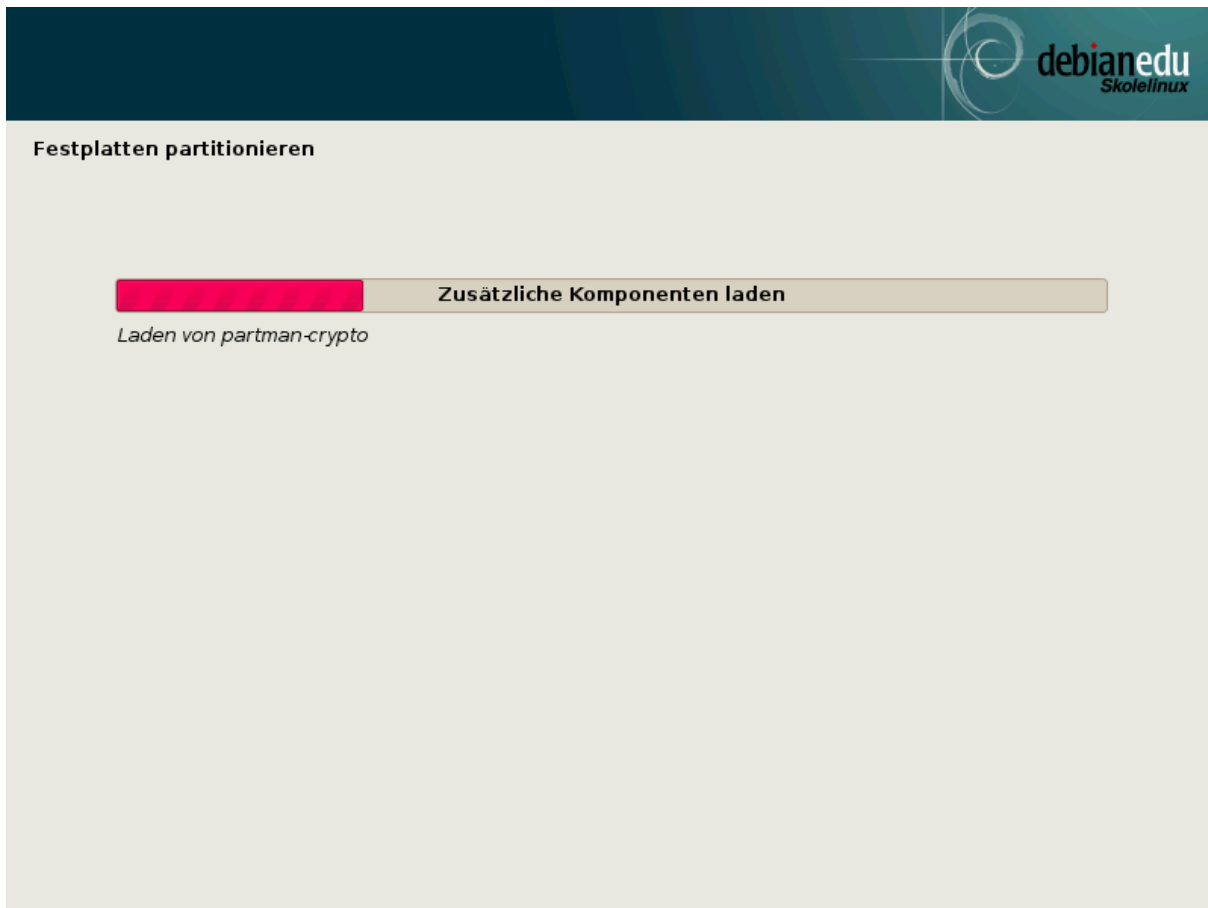 debianedu
Skolelinux
Festplatten partitionieren
Zusätzliche Komponenten laden
Laden von partman-crypto